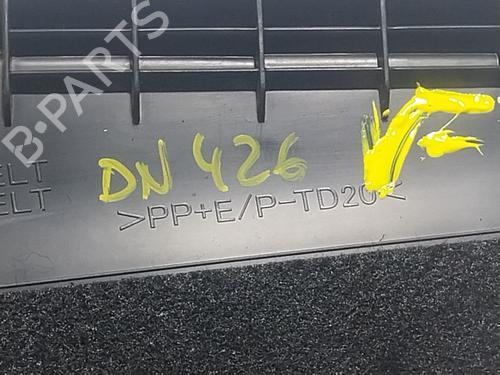 B-PARTS
DN 426
ELT
ELT
>PP+E/P-TD20<